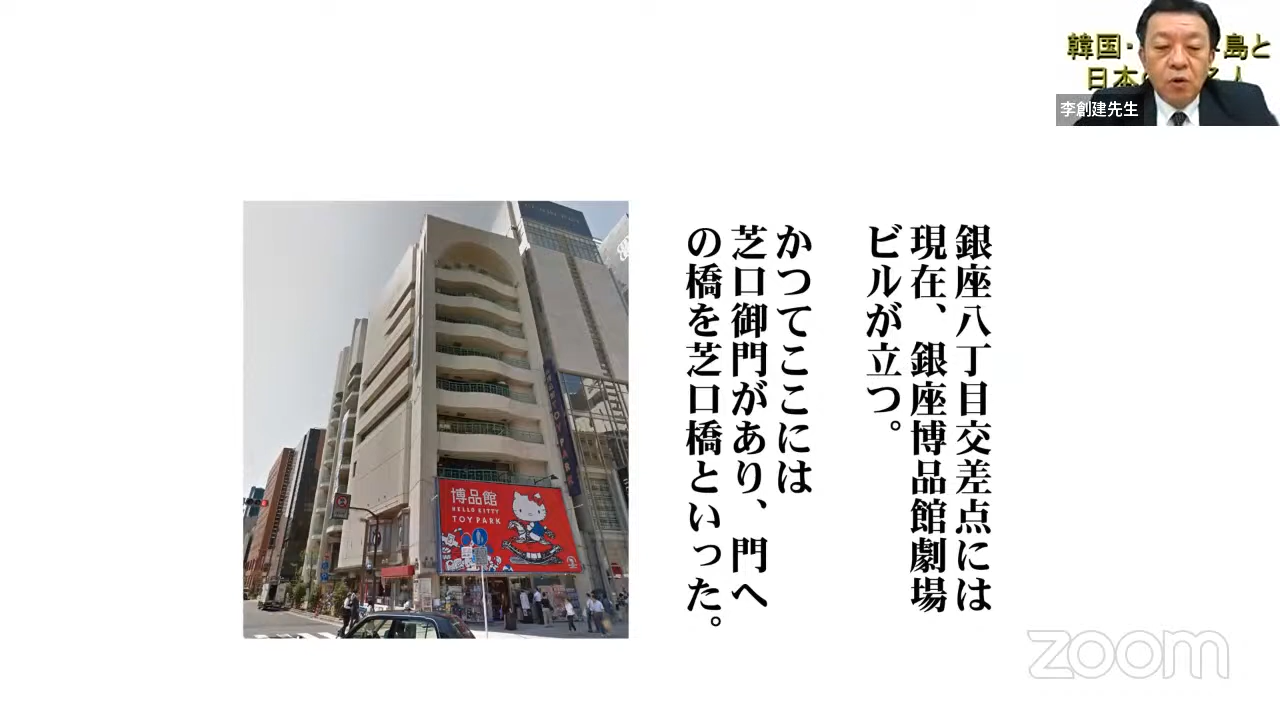 韓国・
島と
日本
人
李創建先生
銀座八丁目交差点には
現在、銀座博品館劇場
ビルが立つ。
かつてここには
芝口御門があり、門へ
の橋を芝口橋といった。
博品館
HELLO KITTY
TOY PARK
TOY PARK
zoom